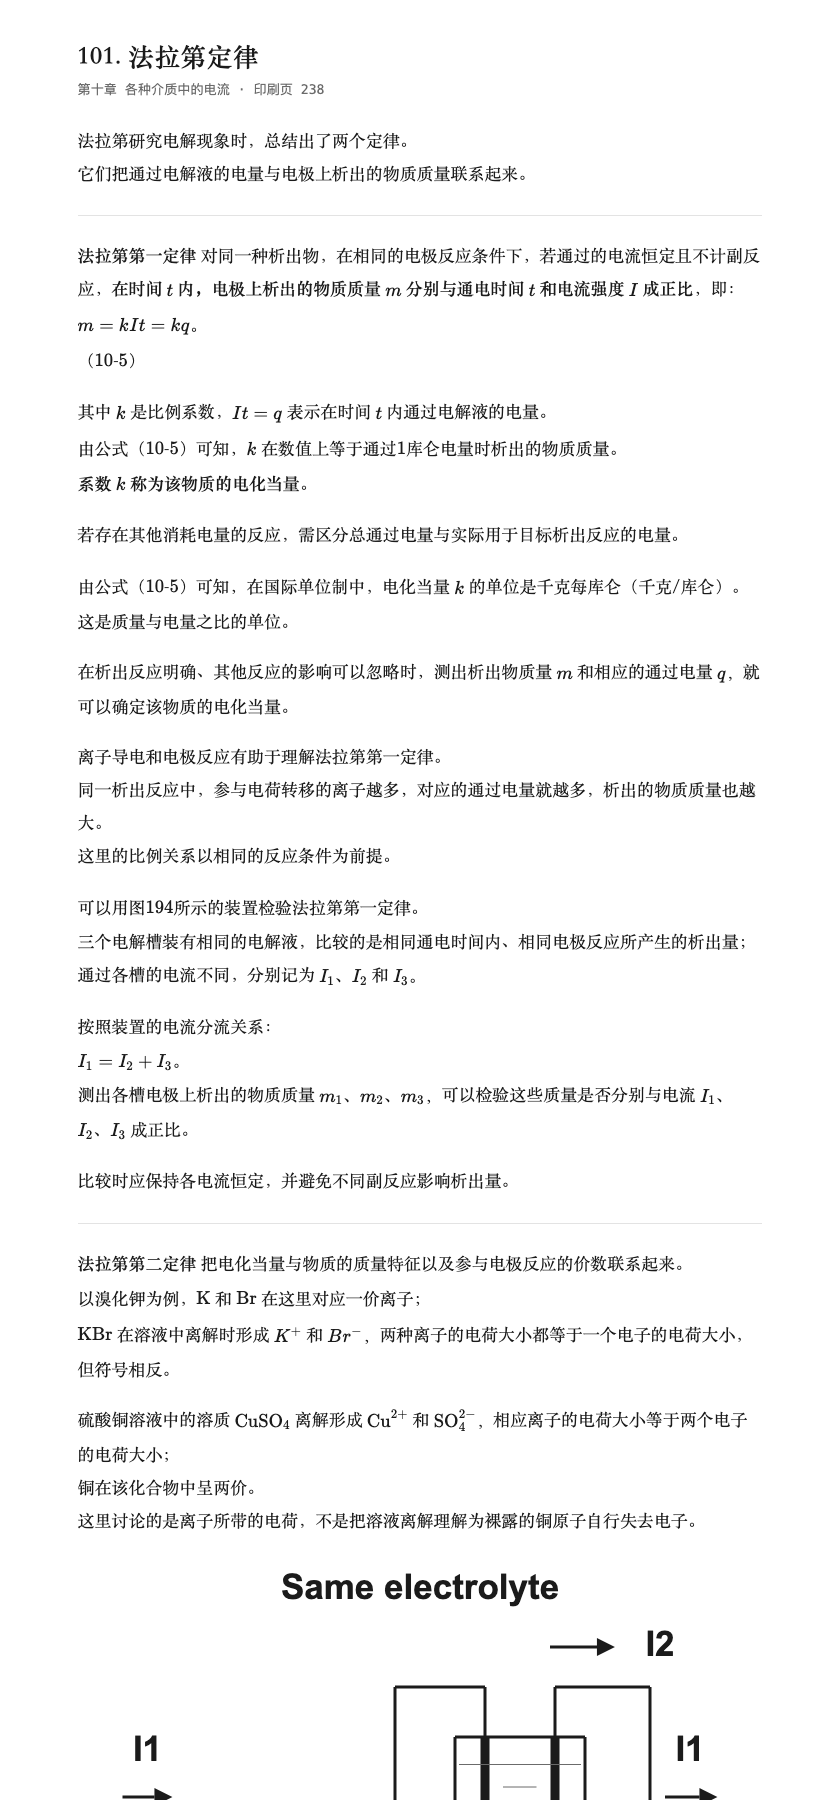 101. 法拉第定律
第十章 各种介质中的电流 · 印刷页 238
法拉第研究电解现象时，总结出了两个定律。
它们把通过电解液的电量与电极上析出的物质质量联系起来。
法拉第第一定律 对同一种析出物，在相同的电极反应条件下，若通过的电流恒定且不计副反
应，在时间 t 内，电极上析出的物质质量 m 分别与通电时间 t 和电流强度 I 成正比，即：
m = kIt = kq。
（10-5）
其中 k 是比例系数，It = q 表示在时间 t 内通过电解液的电量。
由公式（10-5）可知，k 在数值上等于通过1库仑电量时析出的物质质量。
系数 k 称为该物质的电化当量。
若存在其他消耗电量的反应，需区分总通过电量与实际用于目标析出反应的电量。
由公式（10-5）可知，在国际单位制中，电化当量 k 的单位是千克每库仑（千克/库仑）。
这是质量与电量之比的单位。
在析出反应明确、其他反应的影响可以忽略时，测出析出物质量 m 和相应的通过电量 q，就
可以确定该物质的电化当量。
离子导电和电极反应有助于理解法拉第第一定律。
同一析出反应中，参与电荷转移的离子越多，对应的通过电量就越多，析出的物质质量也越
大。
这里的比例关系以相同的反应条件为前提。
可以用图194所示的装置检验法拉第第一定律。
三个电解槽装有相同的电解液，比较的是相同通电时间内、相同电极反应所产生的析出量；
通过各槽的电流不同，分别记为 I₁、I₂ 和 I₃。
按照装置的电流分流关系：
I₁ = I₂ + I₃。
测出各槽电极上析出的物质质量 m₁、m₂、m₃，可以检验这些质量是否分别与电流 I₁、
I₂、I₃ 成正比。
比较时应保持各电流恒定，并避免不同副反应影响析出量。
法拉第第二定律 把电化当量与物质的质量特征以及参与电极反应的价数联系起来。
以溴化钾为例，K 和 Br 在这里对应一价离子；
KBr 在溶液中离解时形成 K⁺ 和 Br⁻，两种离子的电荷大小都等于一个电子的电荷大小，
但符号相反。
硫酸铜溶液中的溶质 CuSO₄ 离解形成 Cu²⁺ 和 SO₄²⁻，相应离子的电荷大小等于两个电子
的电荷大小；
铜在该化合物中呈两价。
这里讨论的是离子所带的电荷，不是把溶液离解理解为裸露的铜原子自行失去电子。
Same electrolyte
I2
I1
I1